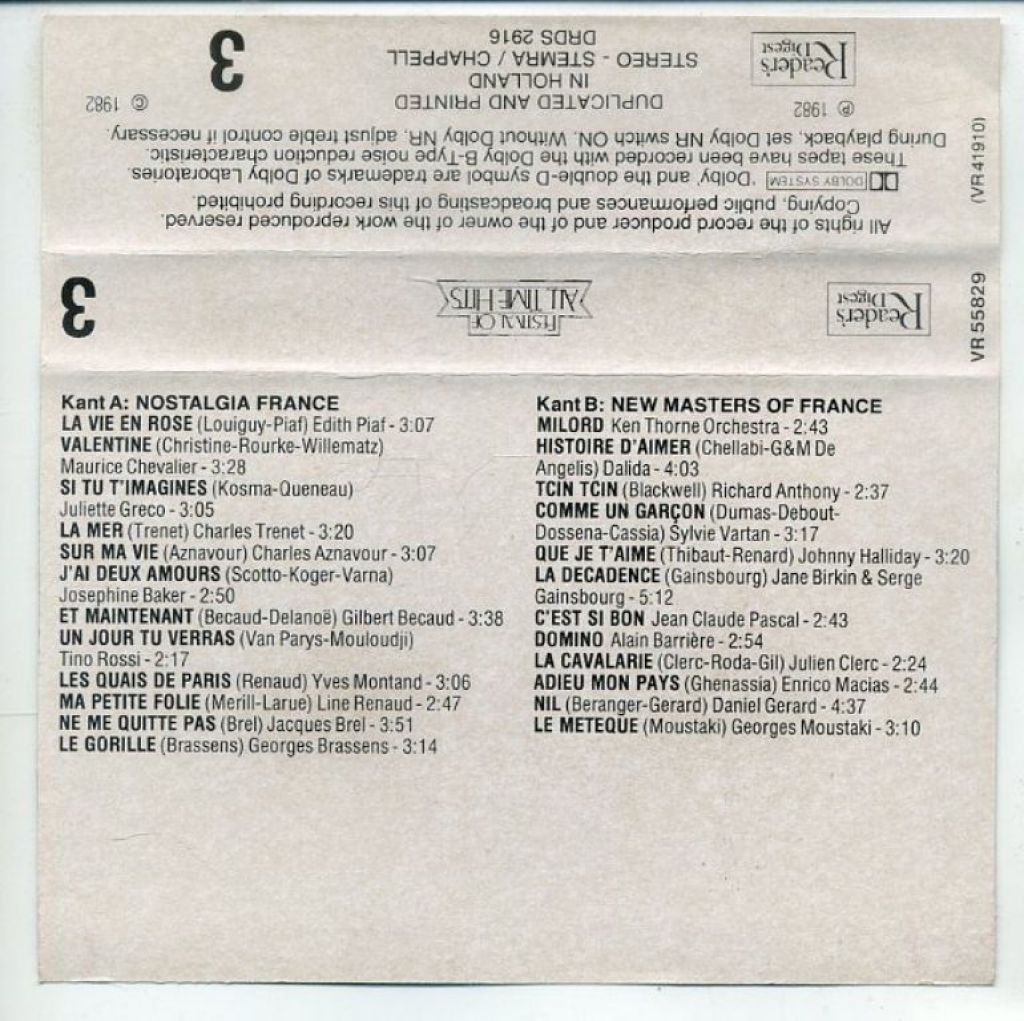 All rights of the record producer and of the owner of the work reproduced reserved.
Copying, public performances and broadcasting of this recording prohibited.
DOLBY SYSTEM 'Dolby' and the double-D symbol are trademarks of Dolby Laboratories.
These tapes have been recorded with the Dolby B-Type noise reduction characteristic.
During playback, set Dolby NR switch ON. Without Dolby NR, adjust treble control if necessary.
℗ 1982 DUPLICATED AND PRINTED © 1982
IN HOLLAND
STEREO - STEMRA / CHAPPELL
DRDS 2916
Reader's
Digest
3
(VR 41910)
Reader's
Digest
FESTIVAL OF
ALL TIME HITS
3
VR 55829
Kant A: NOSTALGIA FRANCE
LA VIE EN ROSE (Louiguy-Piaf) Edith Piaf - 3:07
VALENTINE (Christine-Rourke-Willematz)
Maurice Chevalier - 3:28
SI TU T'IMAGINES (Kosma-Queneau)
Juliette Greco - 3:05
LA MER (Trenet) Charles Trenet - 3:20
SUR MA VIE (Aznavour) Charles Aznavour - 3:07
J'AI DEUX AMOURS (Scotto-Koger-Varna)
Josephine Baker - 2:50
ET MAINTENANT (Becaud-Delanoë) Gilbert Becaud - 3:38
UN JOUR TU VERRAS (Van Parys-Mouloudji)
Tino Rossi - 2:17
LES QUAIS DE PARIS (Renaud) Yves Montand - 3:06
MA PETITE FOLIE (Merill-Larue) Line Renaud - 2:47
NE ME QUITTE PAS (Brel) Jacques Brel - 3:51
LE GORILLE (Brassens) Georges Brassens - 3:14
Kant B: NEW MASTERS OF FRANCE
MILORD Ken Thorne Orchestra - 2:43
HISTOIRE D'AIMER (Chellabi-G&M De
Angelis) Dalida - 4:03
TCIN TCIN (Blackwell) Richard Anthony - 2:37
COMME UN GARÇON (Dumas-Debout-
Dossena-Cassia) Sylvie Vartan - 3:17
QUE JE T'AIME (Thibaut-Renard) Johnny Halliday - 3:20
LA DECADENCE (Gainsbourg) Jane Birkin & Serge
Gainsbourg - 5:12
C'EST SI BON Jean Claude Pascal - 2:43
DOMINO Alain Barrière - 2:54
LA CAVALARIE (Clerc-Roda-Gil) Julien Clerc - 2:24
ADIEU MON PAYS (Ghenassia) Enrico Macias - 2:44
NIL (Beranger-Gerard) Daniel Gerard - 4:37
LE METEQUE (Moustaki) Georges Moustaki - 3:10